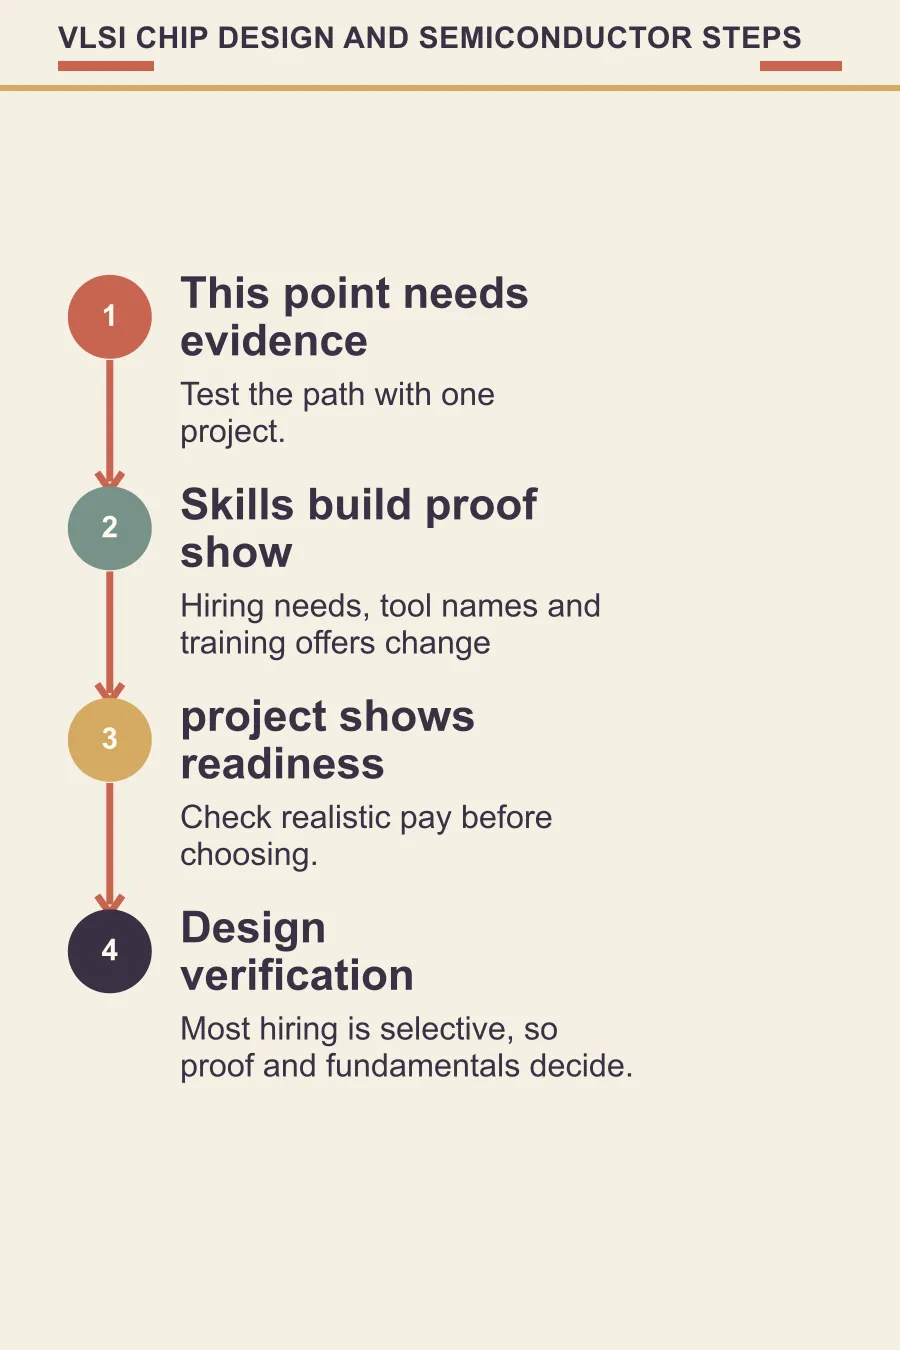 VLSI CHIP DESIGN AND SEMICONDUCTOR STEPS
1
This point needs
evidence
Test the path with one
project.
2
Skills build proof
show
Hiring needs, tool names and
training offers change
3
project shows
readiness
Check realistic pay before
choosing.
4
Design
verification
Most hiring is selective, so
proof and fundamentals decide.